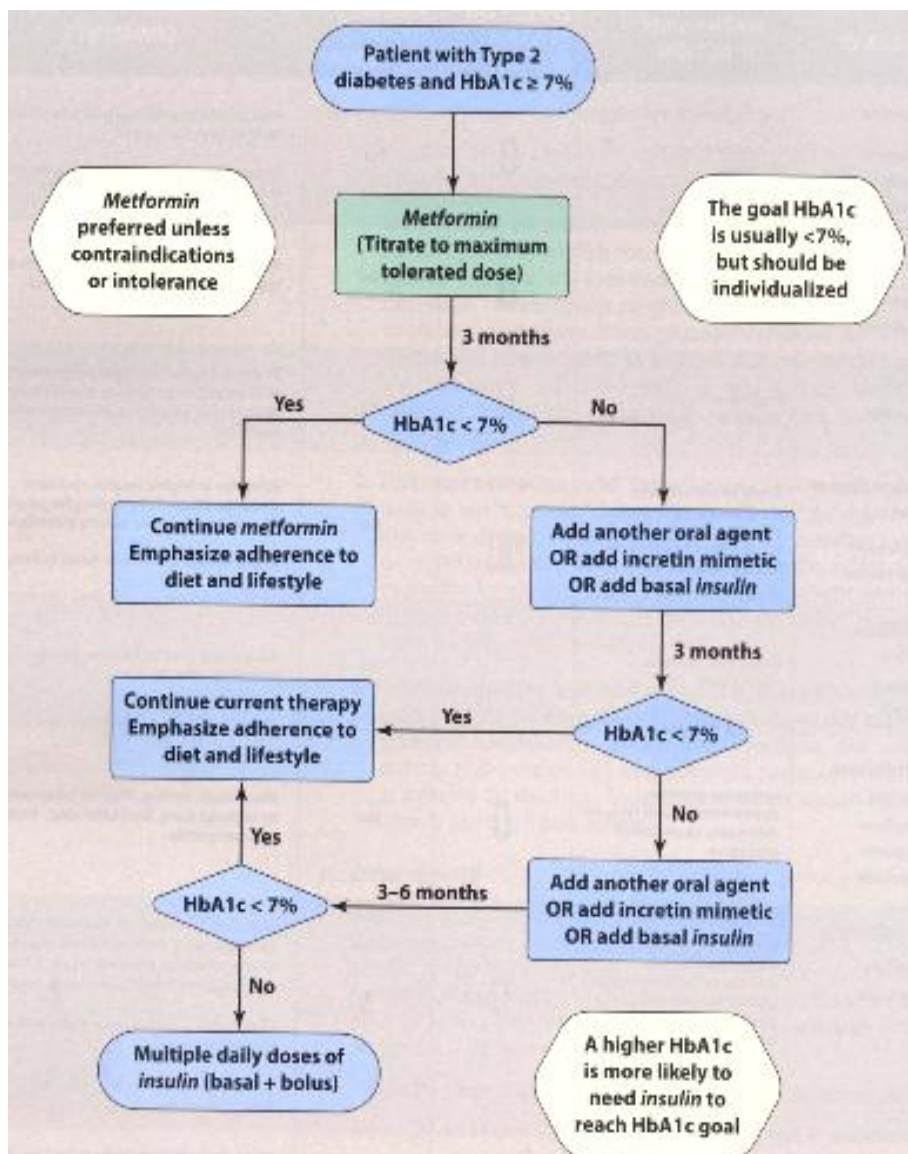 Patient with Type 2
diabetes and HbA1c ≥ 7%
Metformin
preferred unless
contraindications
or intolerance
Metformin
(Titrate to maximum
tolerated dose)
The goal HbA1c
is usually <7%,
but should be
individualized
3 months
Yes
HbA1c < 7%
No
Continue metformin
Emphasize adherence to
diet and lifestyle
Add another oral agent
OR add incretin mimetic
OR add basal insulin
3 months
Continue current therapy
Emphasize adherence to
diet and lifestyle
Yes
HbA1c < 7%
No
Yes
HbA1c < 7%
3–6 months
Add another oral agent
OR add incretin mimetic
OR add basal insulin
No
Multiple daily doses of
insulin (basal + bolus)
A higher HbA1c
is more likely to
need insulin to
reach HbA1c goal